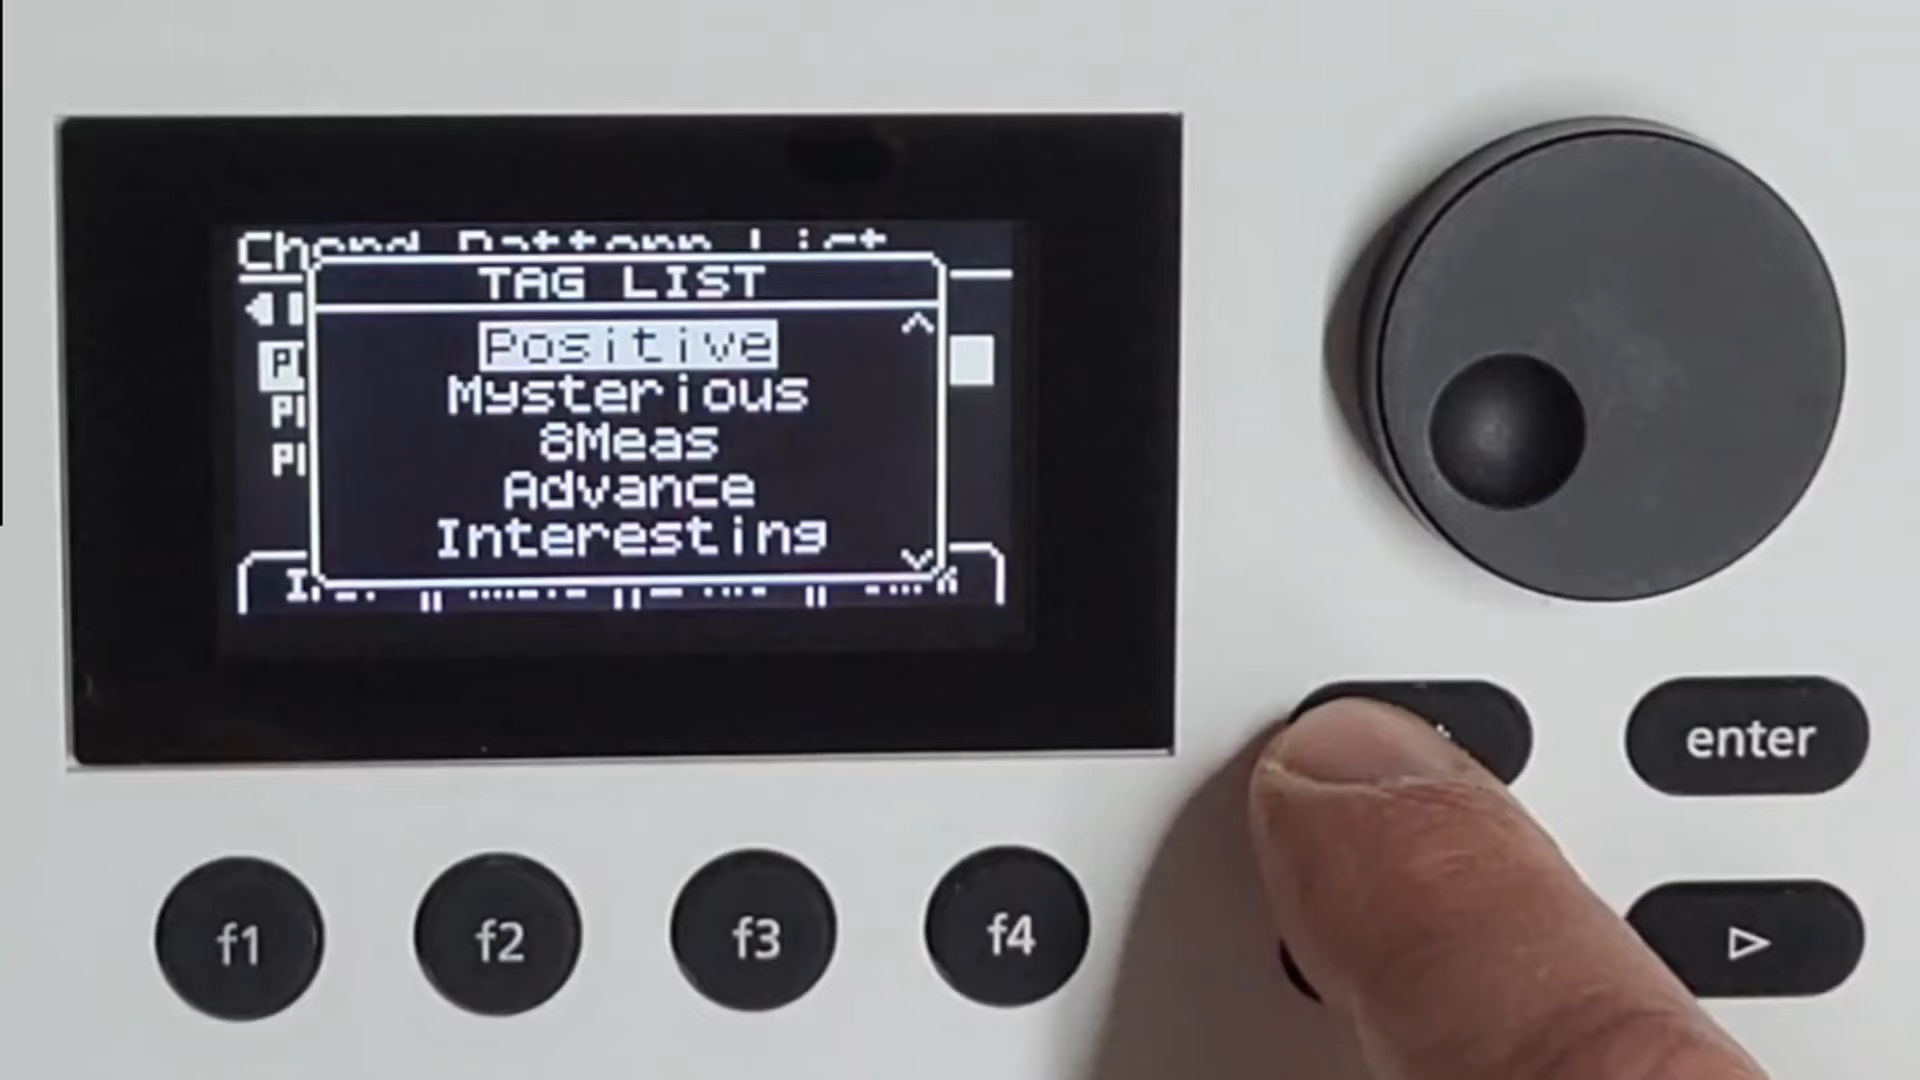 Chord Pattern List
TAG LIST
Positive
Mysterious
8Meas
Advance
Interesting
enter
f1
f2
f3
f4